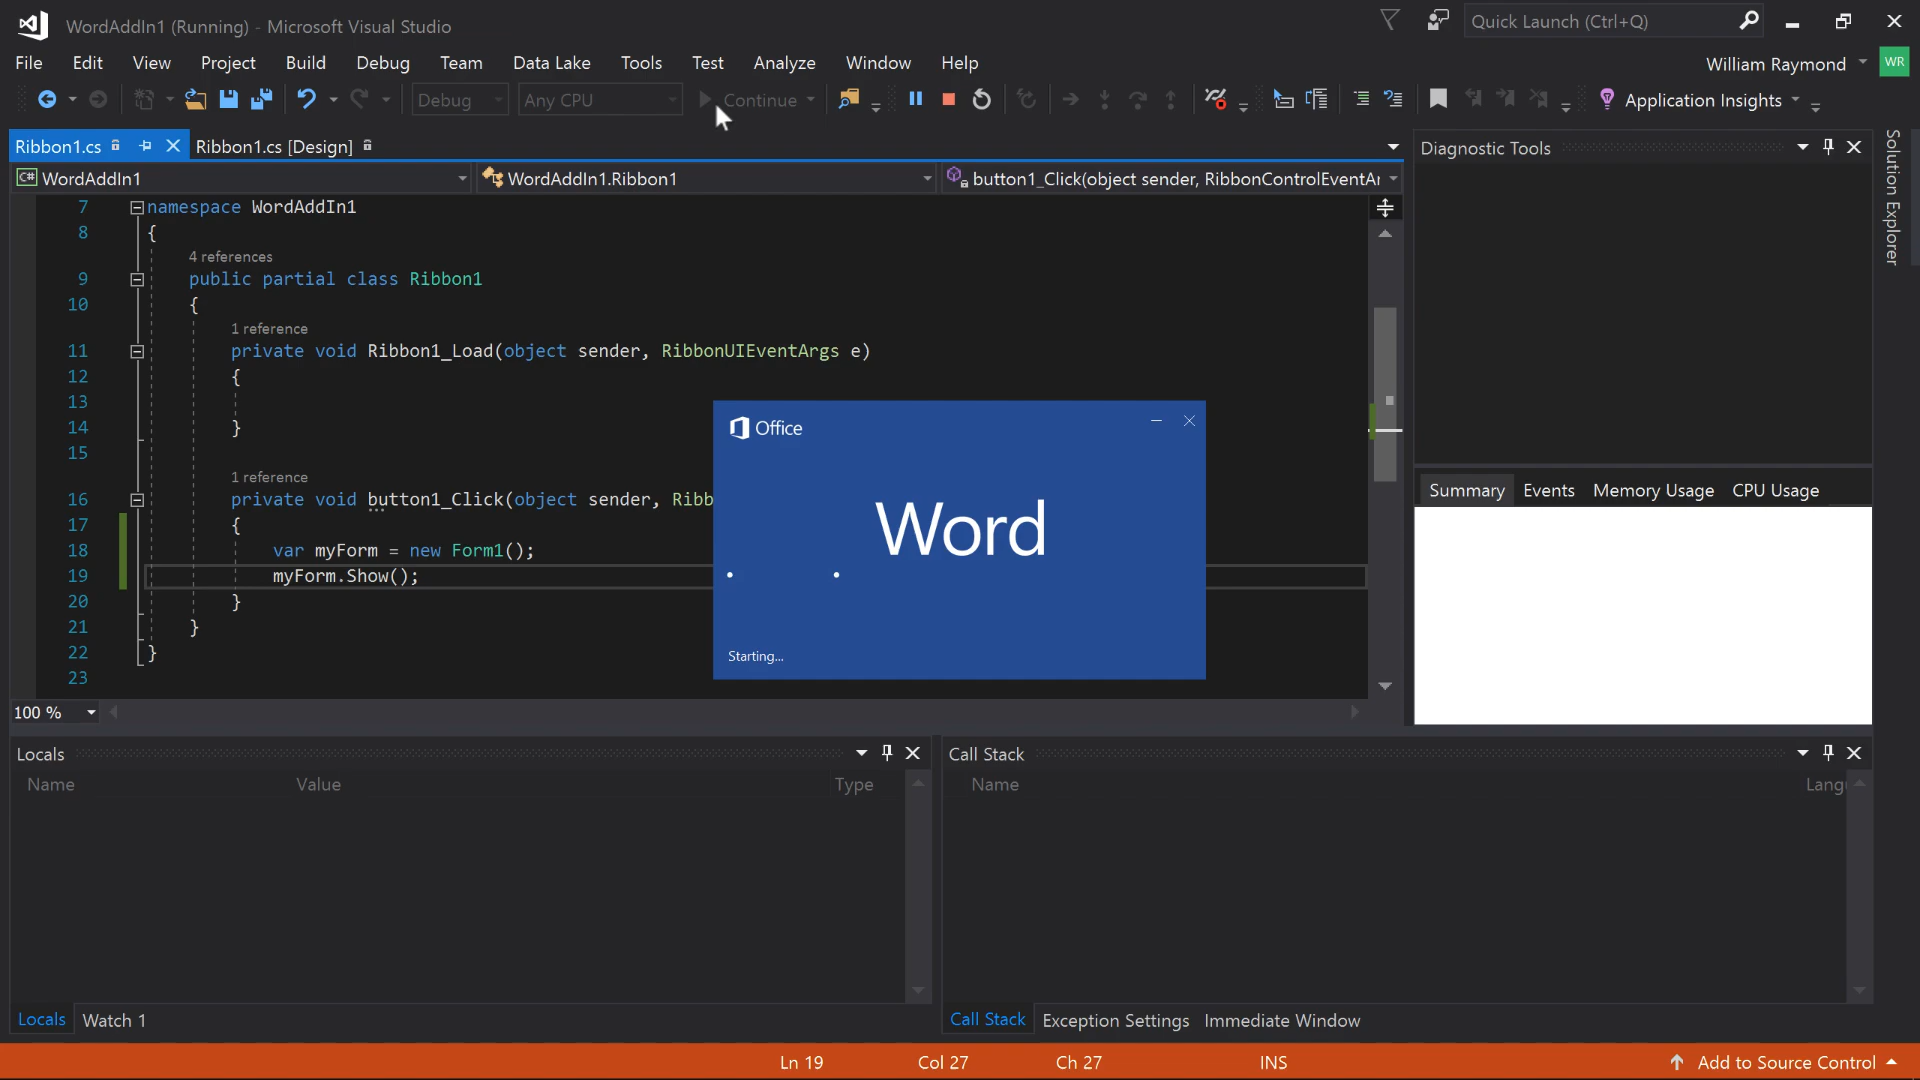 WordAddIn1 (Running) - Microsoft Visual Studio
Quick Launch (Ctrl+Q)
File Edit View Project Build Debug Team Data Lake Tools Test Analyze Window Help
William Raymond WR
Debug Any CPU Continue Application Insights
Ribbon1.cs Ribbon1.cs [Design]
C# WordAddIn1 WordAddIn1.Ribbon1 button1_Click(object sender, RibbonControlEventAr
7 namespace WordAddIn1
8 {
4 references
9 public partial class Ribbon1
10 {
1 reference
11 private void Ribbon1_Load(object sender, RibbonUIEventArgs e)
12 {
13
14 }
15
1 reference
16 private void button1_Click(object sender, Ribb
17 {
18 var myForm = new Form1();
19 myForm.Show();
20 }
21 }
22 }
23
100 %
Office
Word
Starting...
Diagnostic Tools
Summary Events Memory Usage CPU Usage
Solution Explorer
Locals
Name Value Type
Locals Watch 1
Call Stack
Name Lang
Call Stack Exception Settings Immediate Window
Ln 19 Col 27 Ch 27 INS Add to Source Control